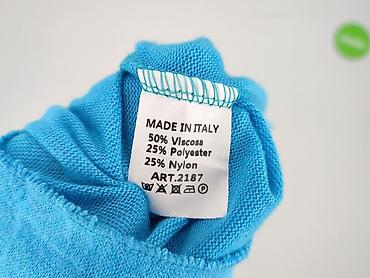 MADE IN ITALY
50% Viscosa
25% Polyester
25% Nylon
ART.2187